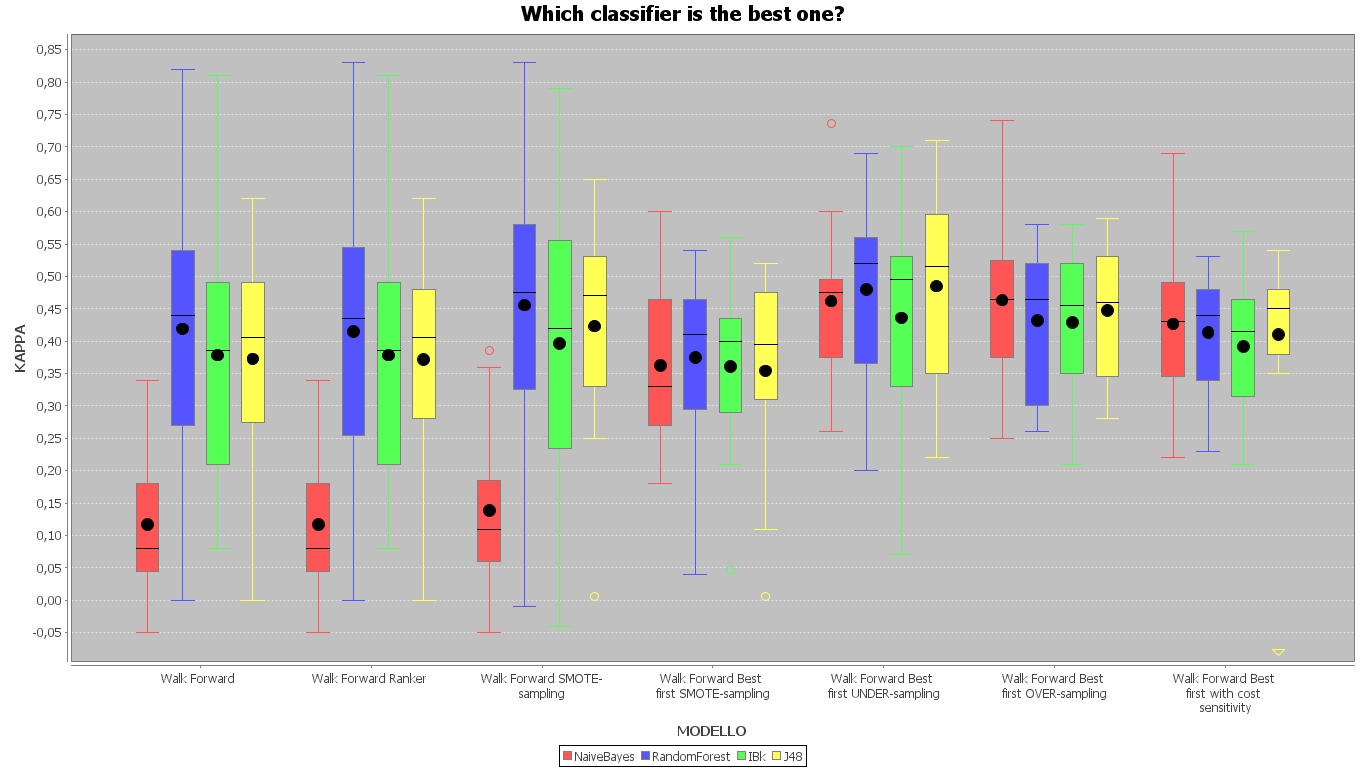 Which classifier is the best one?
KAPPA
0,85
0,80
0,75
0,70
0,65
0,60
0,55
0,50
0,45
0,40
0,35
0,30
0,25
0,20
0,15
0,10
0,05
0,00
-0,05
Walk Forward
Walk Forward Ranker
Walk Forward SMOTE-
sampling
Walk Forward Best
first SMOTE-sampling
Walk Forward Best
first UNDER-sampling
Walk Forward Best
first OVER-sampling
Walk Forward Best
first with cost
sensitivity
MODELLO
NaiveBayes RandomForest IBk J48